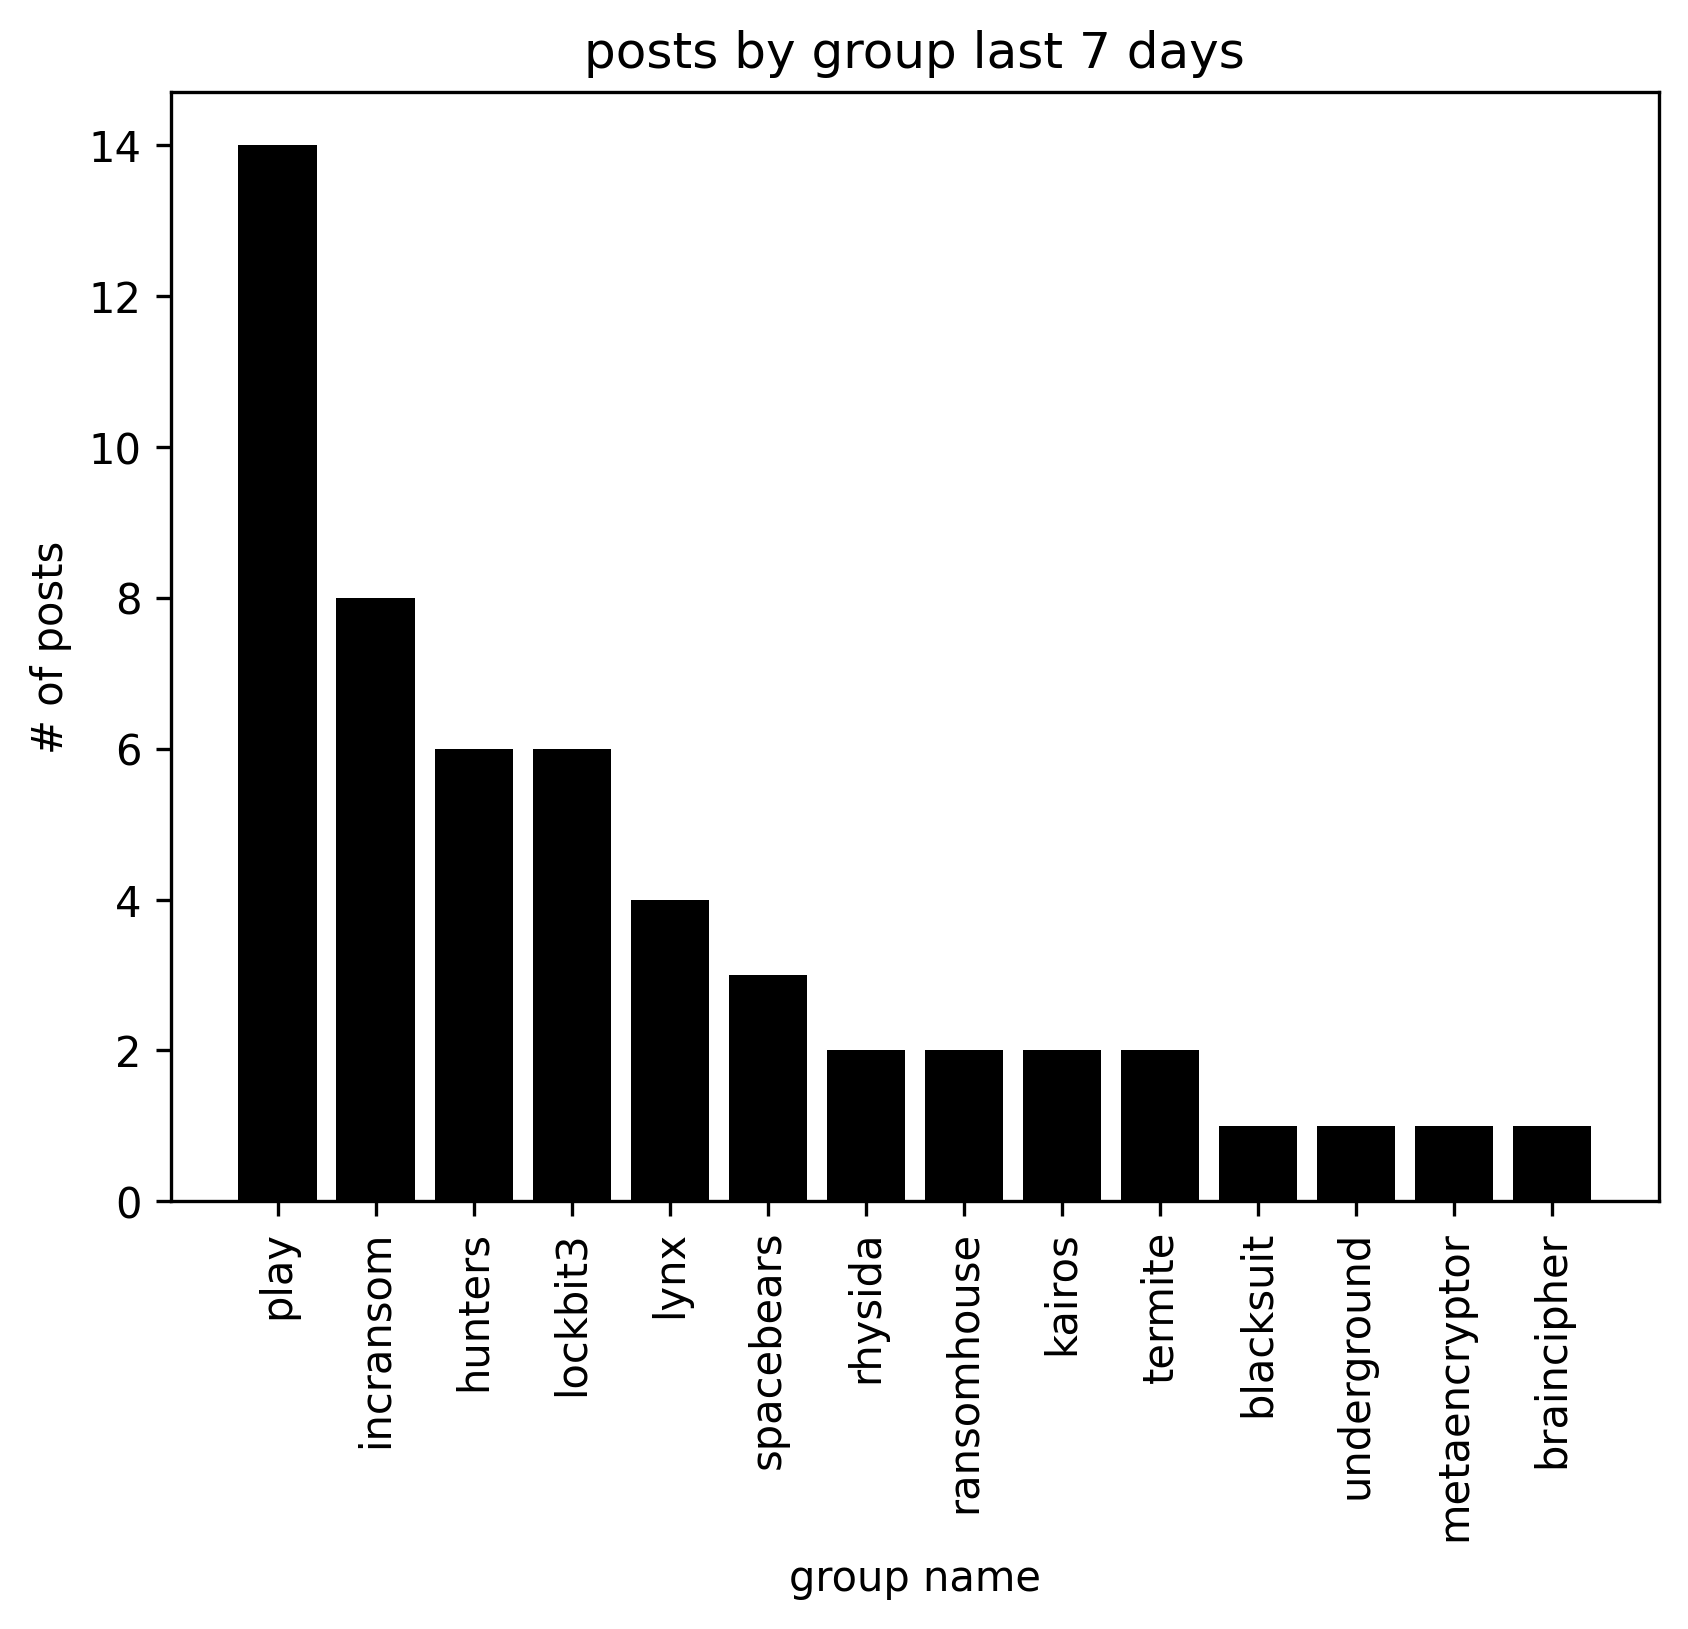 posts by group last 7 days
# of posts
14
12
10
8
6
4
2
0
play
incransom
hunters
lockbit3
lynx
spacebears
rhysida
ransomhouse
kairos
termite
blacksuit
underground
metaencryptor
braincipher
group name